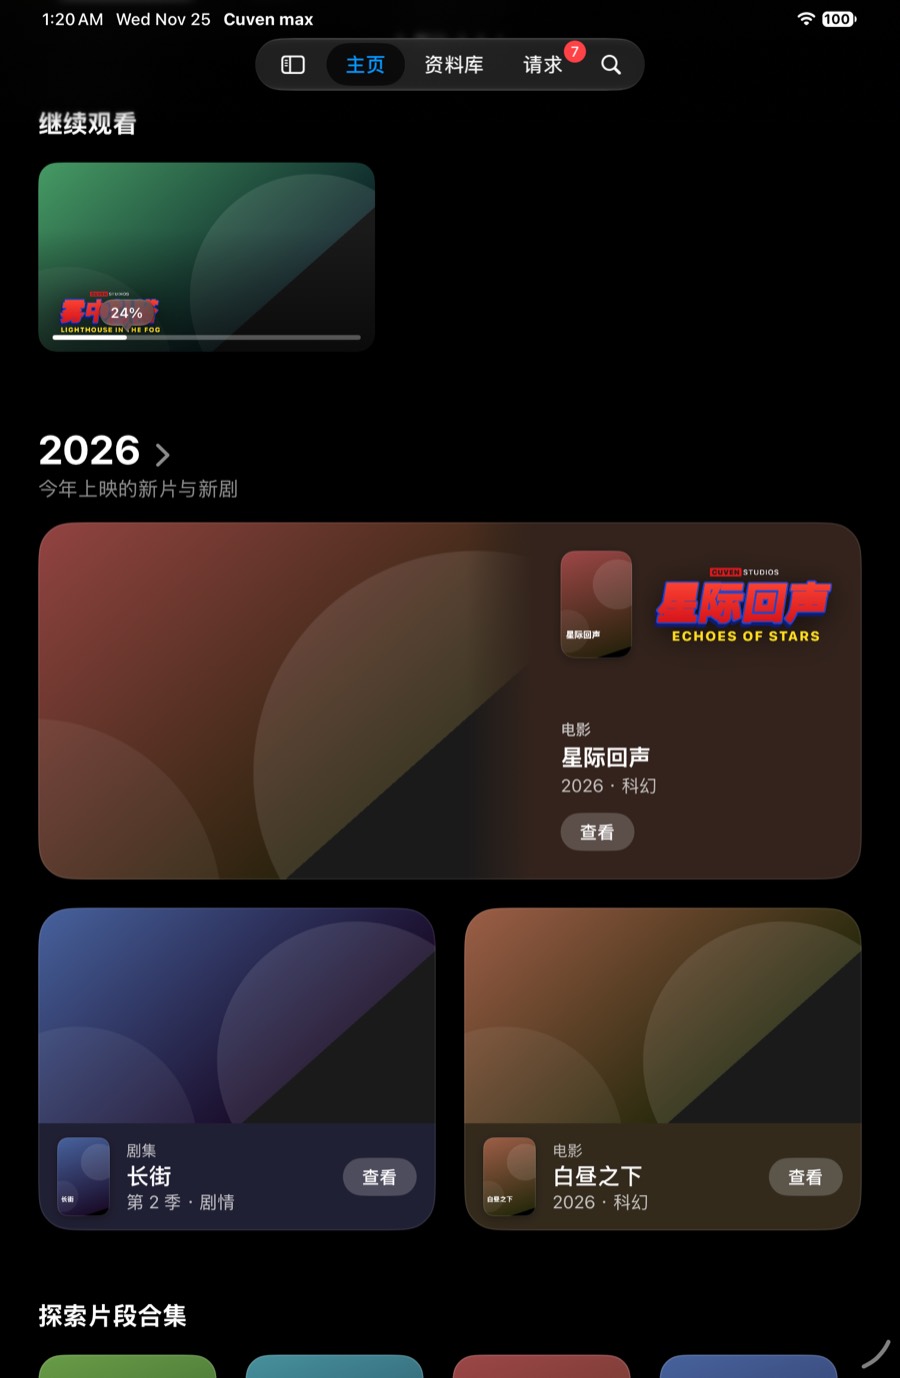 1:20 AM Wed Nov 25 Cuven max 100
主页 资料库 请求 7
继续观看
24%
LIGHTHOUSE IN THE FOG
2026
今年上映的新片与新剧
星际回声
CUVEN STUDIOS
星际回声
ECHOES OF STARS
电影
星际回声
2026 · 科幻
查看
长街
剧集
长街
第 2 季 · 剧情
查看
白昼之下
电影
白昼之下
2026 · 科幻
查看
探索片段合集